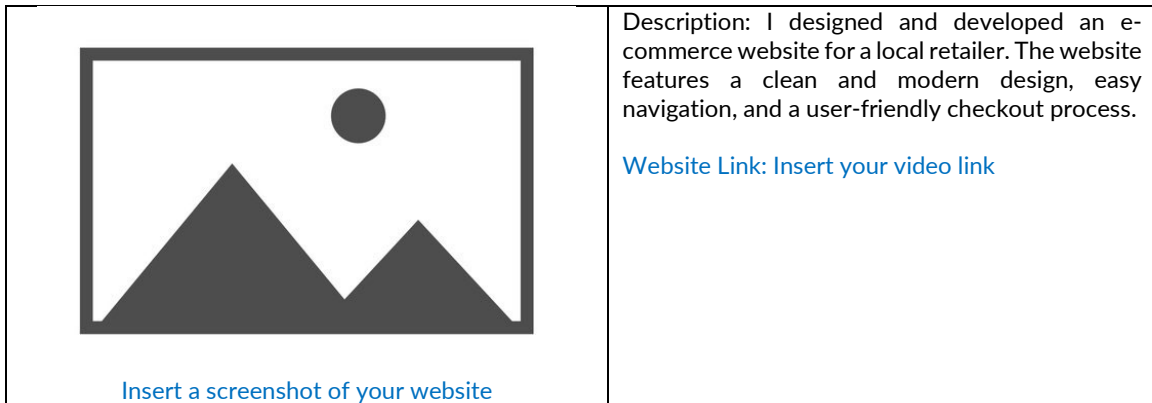 Description: I designed and developed an e-
commerce website for a local retailer. The website
features a clean and modern design, easy
navigation, and a user-friendly checkout process.
Website Link: Insert your video link
Insert a screenshot of your website